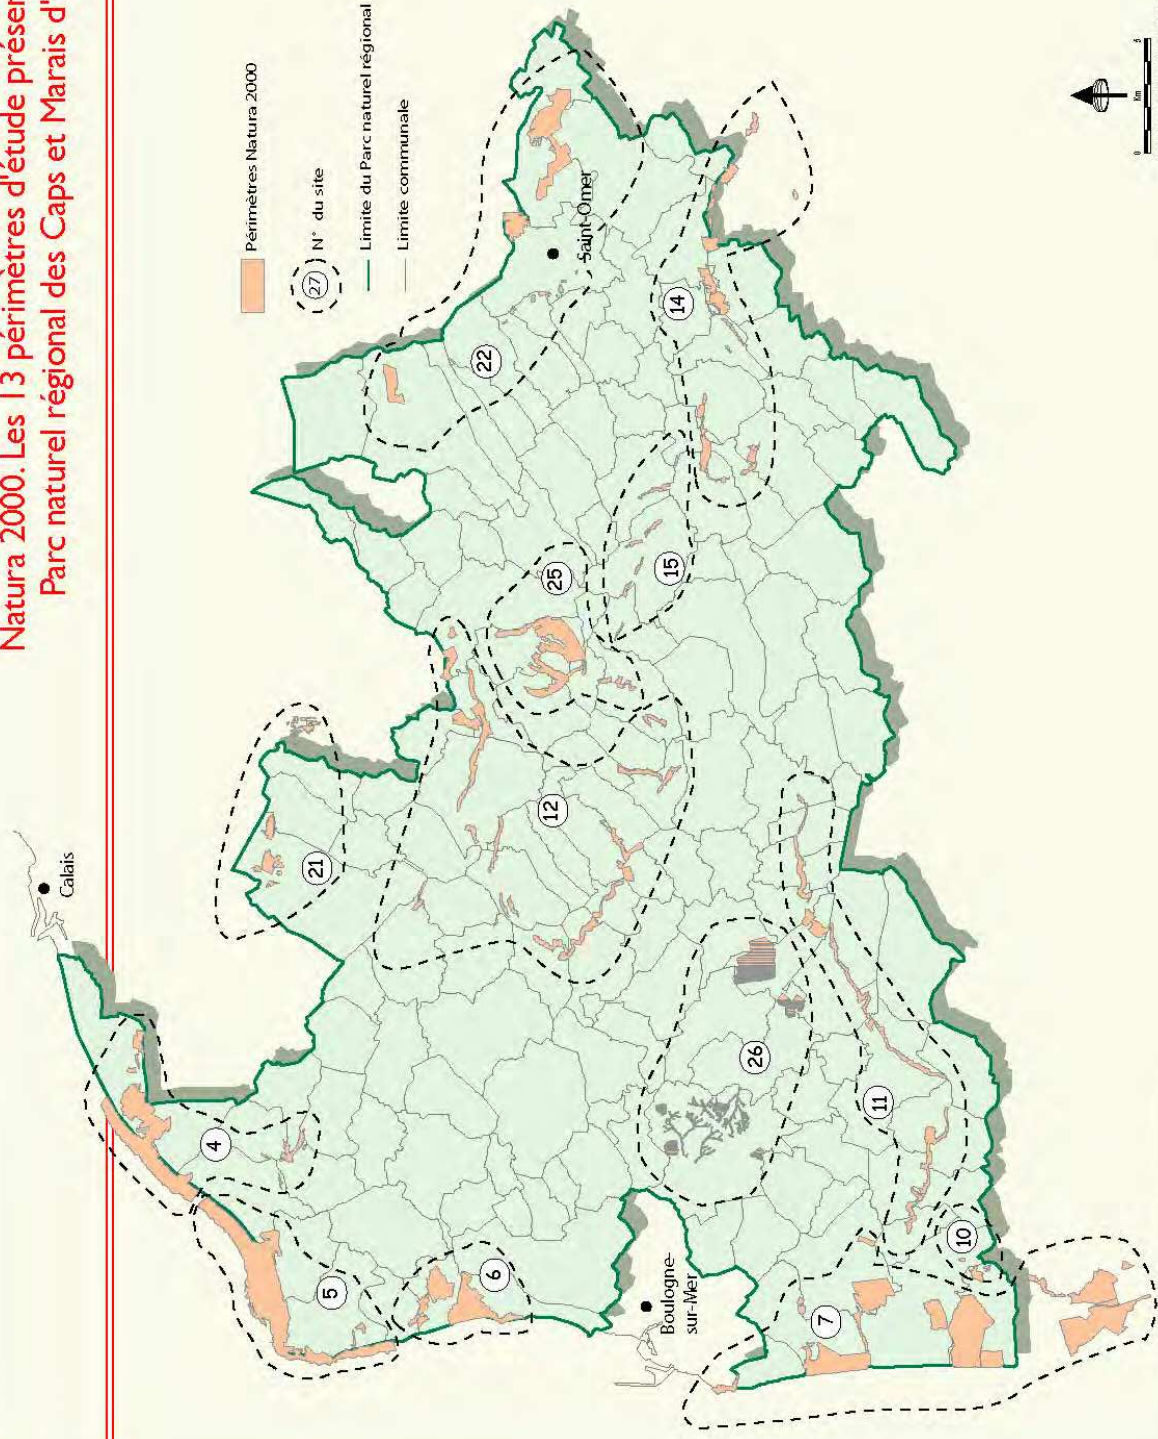 Natura 2000. Les 13 périmètres d'étude
Parc naturel régional des Caps et Marais d'
Périmètres Natura 2000
27
N° du site
Limite du Parc naturel régional
Limite communale
Calais
Saint-Omer
Boulogne-
sur-Mer
4
5
6
7
10
11
12
14
15
21
22
25
26
0
Km
5